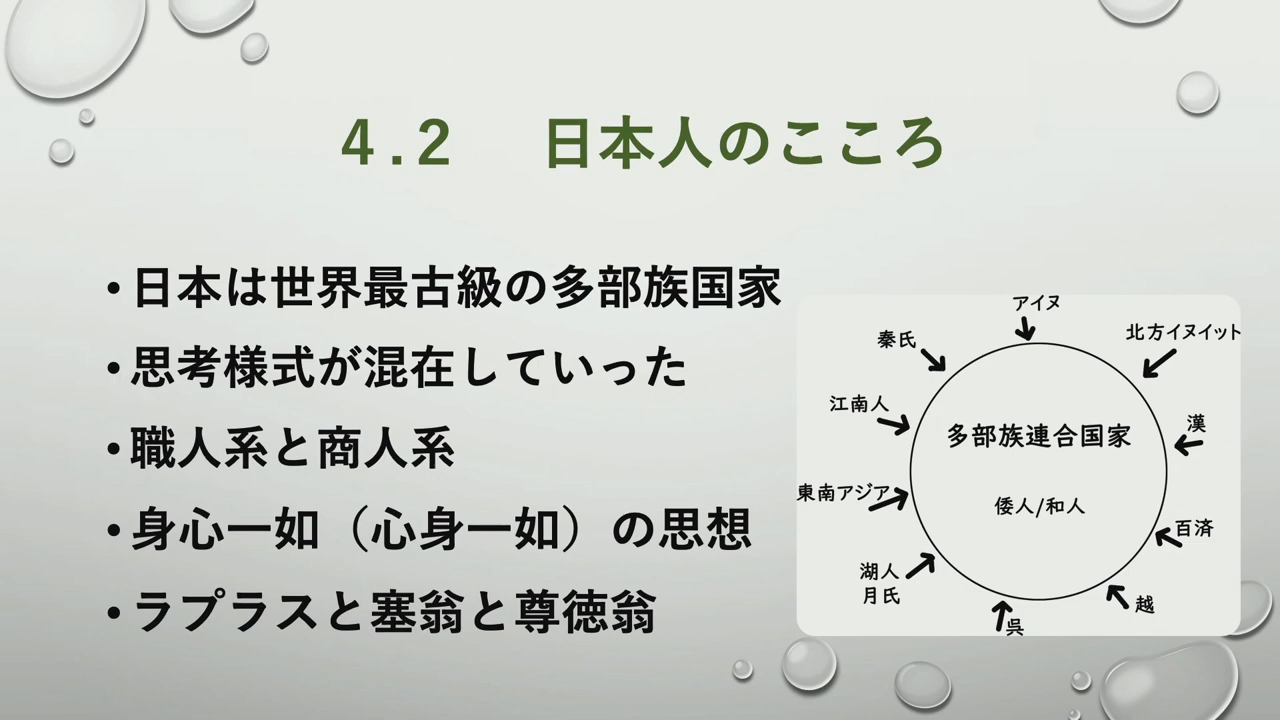 4.2 日本人のこころ
•日本は世界最古級の多部族国家
•思考様式が混在していった
•職人系と商人系
•身心一如（心身一如）の思想
•ラプラスと塞翁と尊徳翁
アイヌ
北方イヌイット
秦氏
江南人
漢
多部族連合国家
東南アジア
倭人/和人
百済
湖人
月氏
越
呉